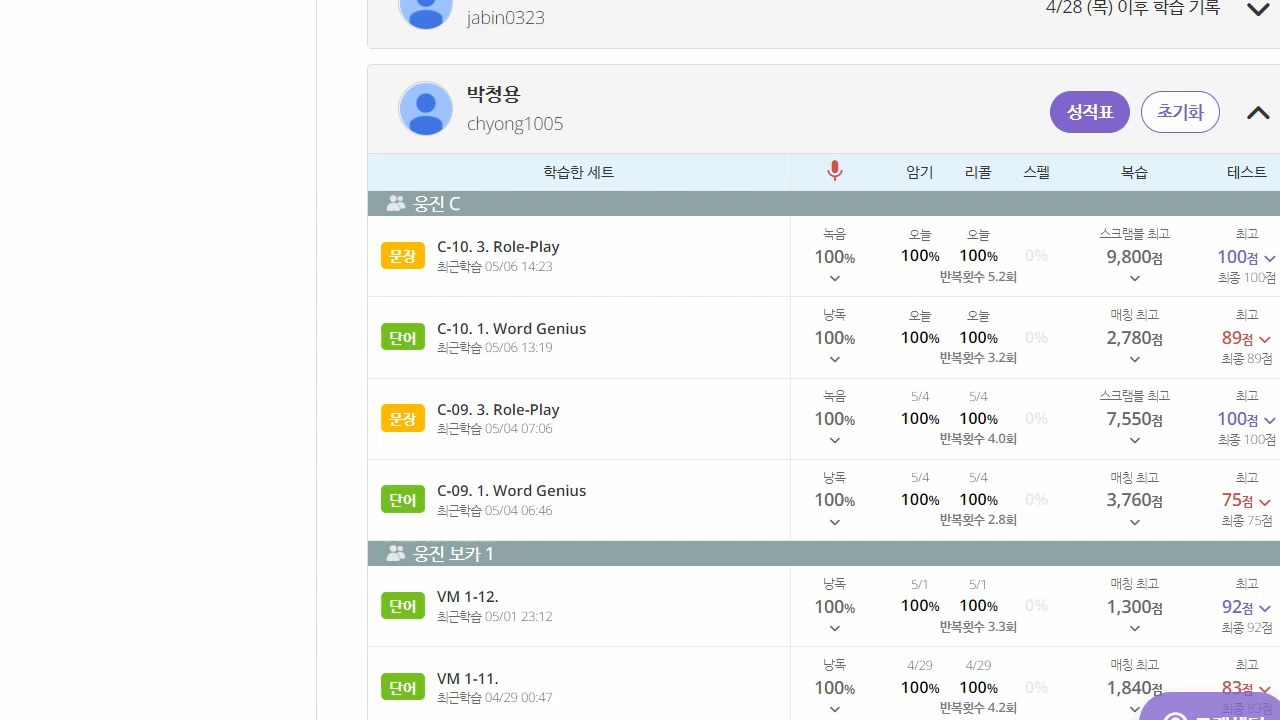 jabin0323
4/28 (목) 이후 학습 기록
박청용
chyong1005
성적표
초기화
학습한 세트 암기 리콜 스펠 복습 테스트
웅진 C
녹음 오늘 오늘 스크램블 최고 최고
문장 C-10. 3. Role-Play 100% 100% 100% 0% 9,800점 100점
최근학습 05/06 14:23 반복횟수 5.2회 최종 100점
낭독 오늘 오늘 매칭 최고 최고
단어 C-10. 1. Word Genius 100% 100% 100% 0% 2,780점 89점
최근학습 05/06 13:19 반복횟수 3.2회 최종 89점
녹음 5/4 5/4 스크램블 최고 최고
문장 C-09. 3. Role-Play 100% 100% 100% 0% 7,550점 100점
최근학습 05/04 07:06 반복횟수 4.0회 최종 100점
낭독 5/4 5/4 매칭 최고 최고
단어 C-09. 1. Word Genius 100% 100% 100% 0% 3,760점 75점
최근학습 05/04 06:46 반복횟수 2.8회 최종 75점
웅진 보카 1
낭독 5/1 5/1 매칭 최고 최고
단어 VM 1-12. 100% 100% 100% 0% 1,300점 92점
최근학습 05/01 23:12 반복횟수 3.3회 최종 92점
낭독 4/29 4/29 매칭 최고 최고
단어 VM 1-11. 100% 100% 100% 0% 1,840점 83점
최근학습 04/29 00:47 반복횟수 4.2회